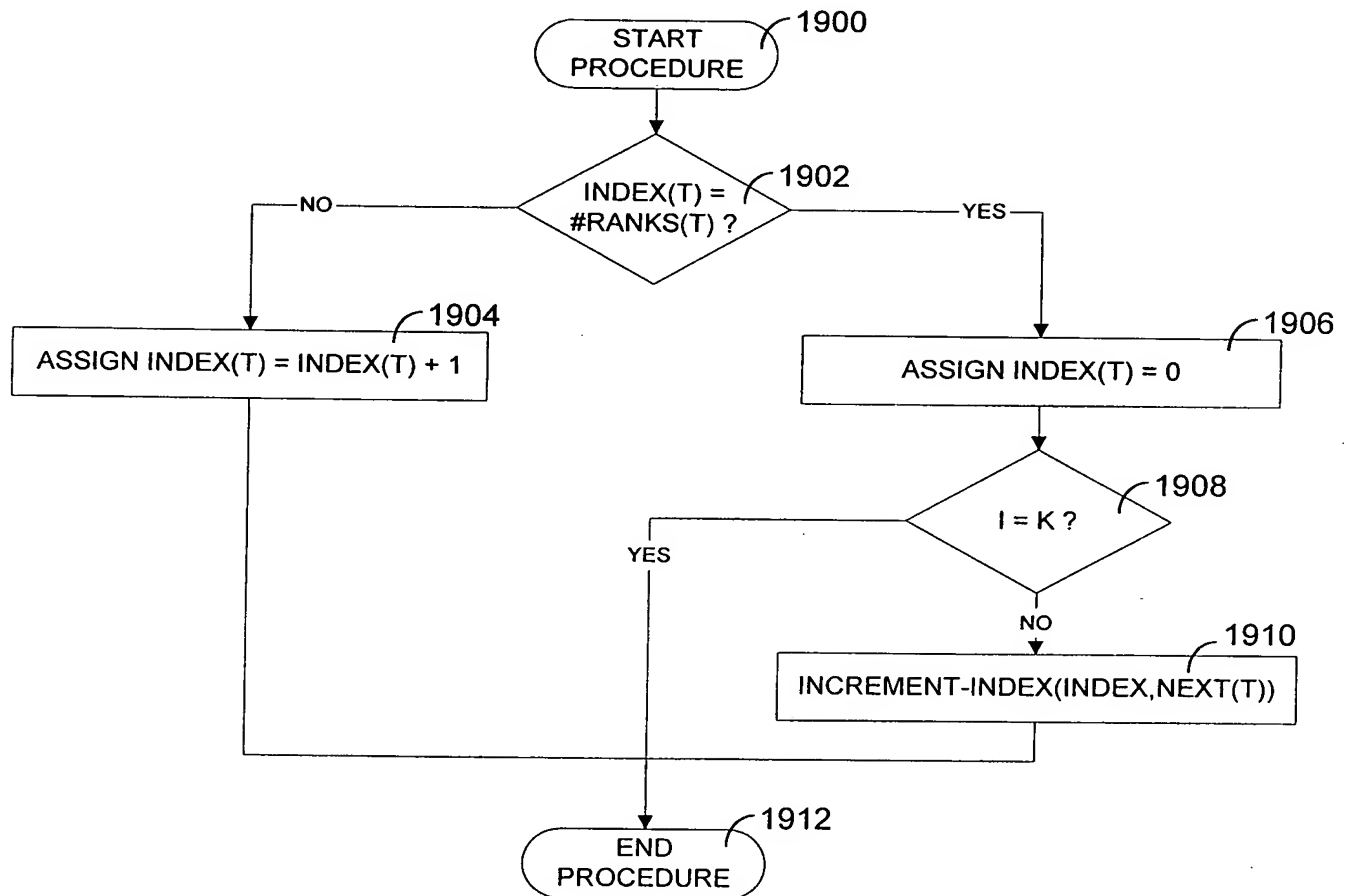 1900
START
PROCEDURE
1902
INDEX(T) =
#RANKS(T) ?
NO
YES
1904
ASSIGN INDEX(T) = INDEX(T) + 1
1906
ASSIGN INDEX(T) = 0
1908
I = K ?
YES
NO
1910
INCREMENT-INDEX(INDEX,NEXT(T))
1912
END
PROCEDURE